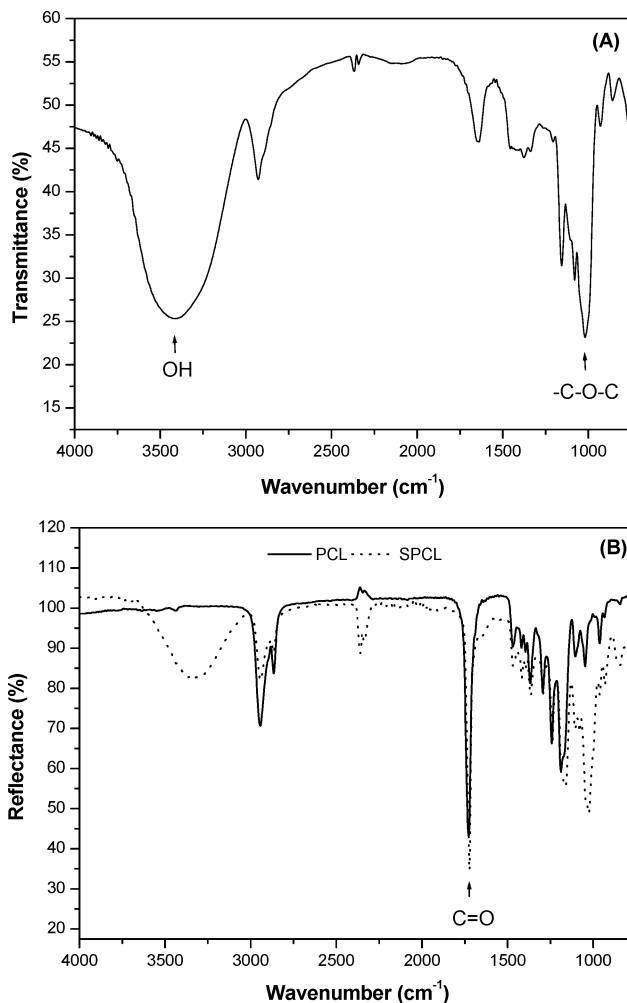 (A)
60
55
50
45
40
35
30
25
20
15
Transmittance (%)
OH
-C-O-C
4000 3500 3000 2500 2000 1500 1000
Wavenumber (cm-1)
(B)
PCL SPCL
120
110
100
90
80
70
60
50
40
30
20
Reflectance (%)
C=O
4000 3500 3000 2500 2000 1500 1000
Wavenumber (cm-1)